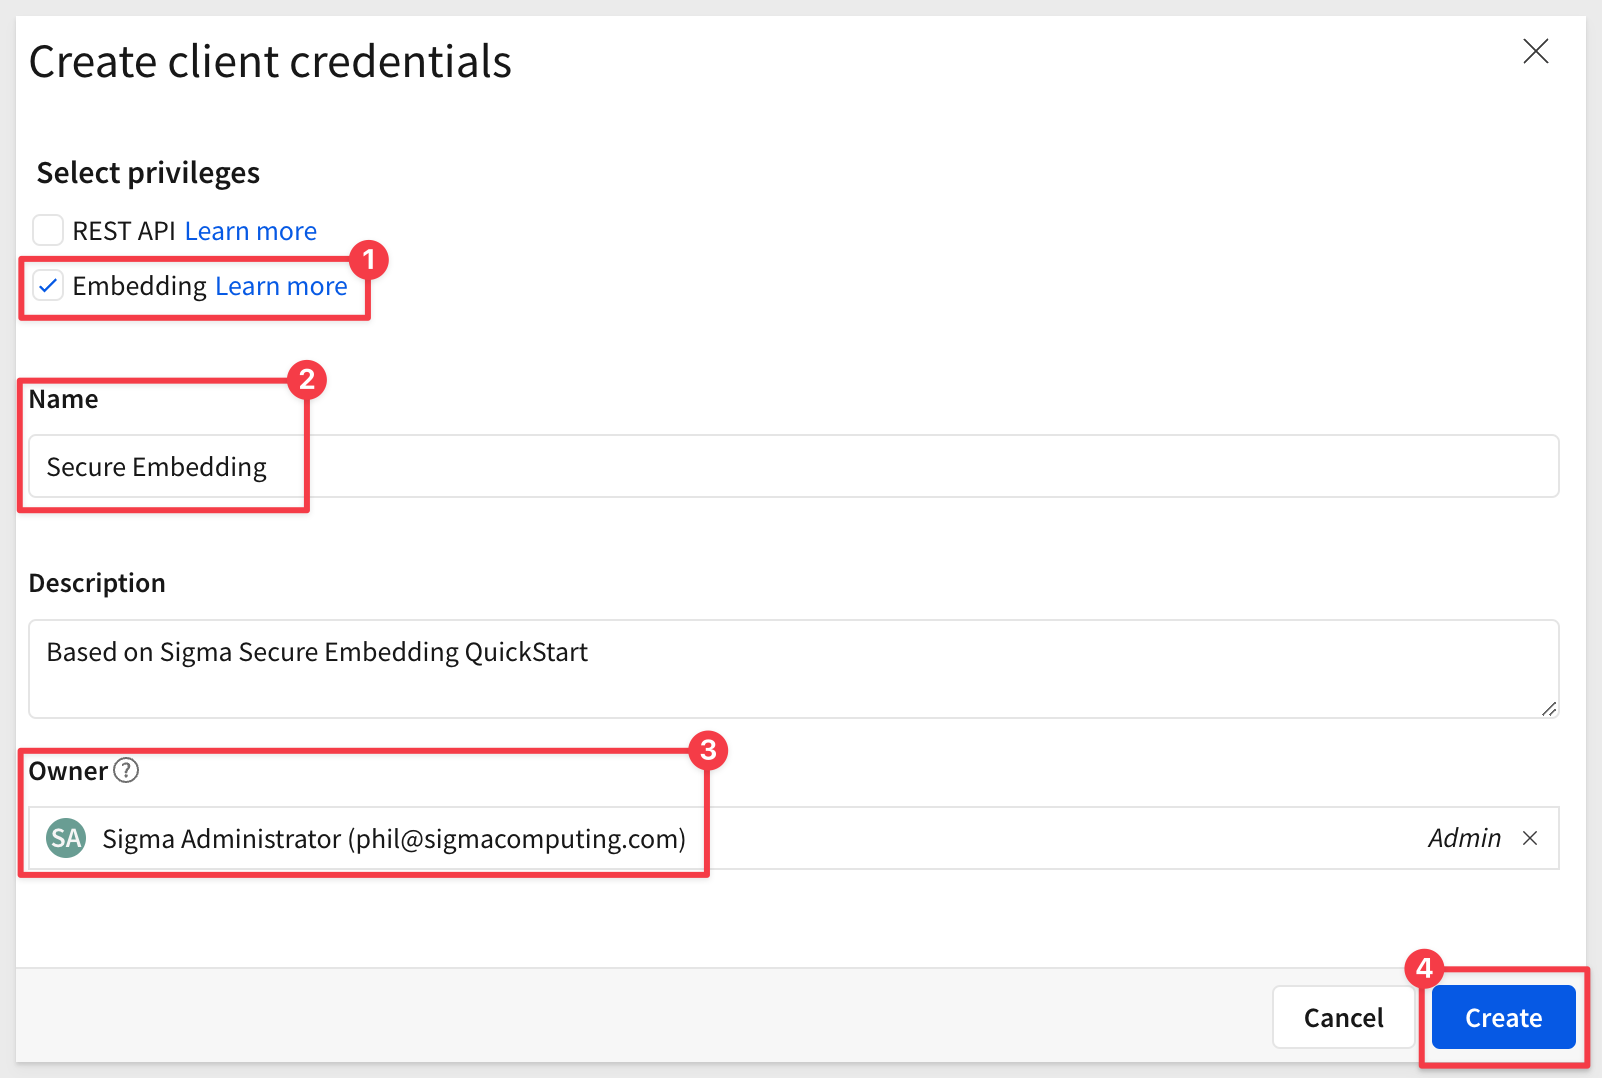 Create client credentials
Select privileges
REST API Learn more
1
Embedding Learn more
2
Name
Secure Embedding
Description
Based on Sigma Secure Embedding QuickStart
3
Owner ?
SA Sigma Administrator (phil@sigmacomputing.com) Admin
4
Cancel Create